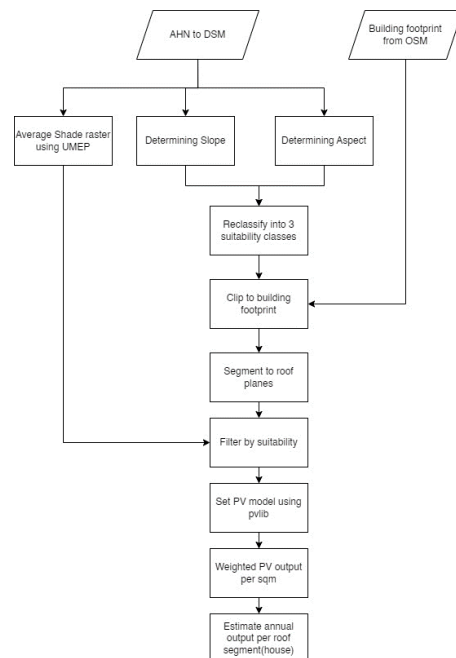 AHN to DSM
Building footprint
from OSM
Average Shade raster
using UMEP
Determining Slope
Determining Aspect
Reclassify into 3
suitability classes
Clip to building
footprint
Segment to roof
planes
Filter by suitability
Set PV model using
pvlib
Weighted PV output
per sqm
Estimate annual
output per roof
segment(house)